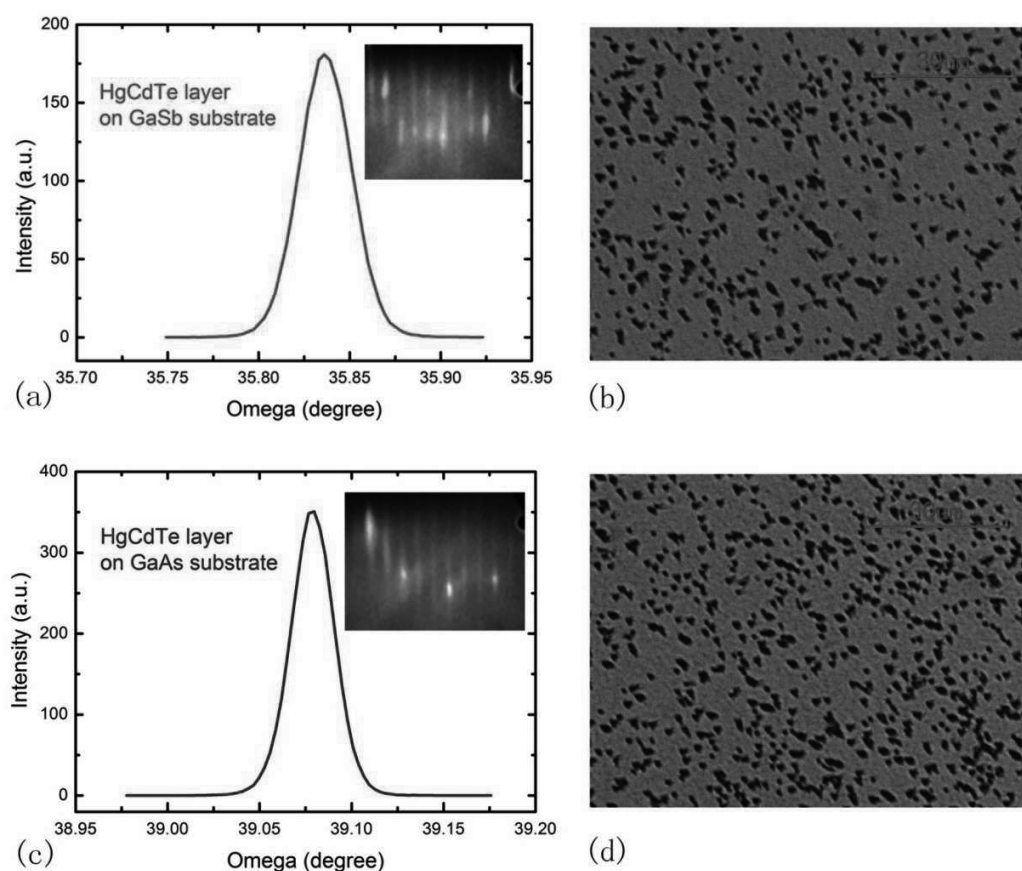 200
150
100
50
0
Intensity (a.u.)
HgCdTe layer
on GaSb substrate
35.70
35.75
35.80
35.85
35.90
35.95
Omega (degree)
(a)
(b)
400
300
200
100
0
Intensity (a.u.)
HgCdTe layer
on GaAs substrate
38.95
39.00
39.05
39.10
39.15
39.20
Omega (degree)
(c)
(d)